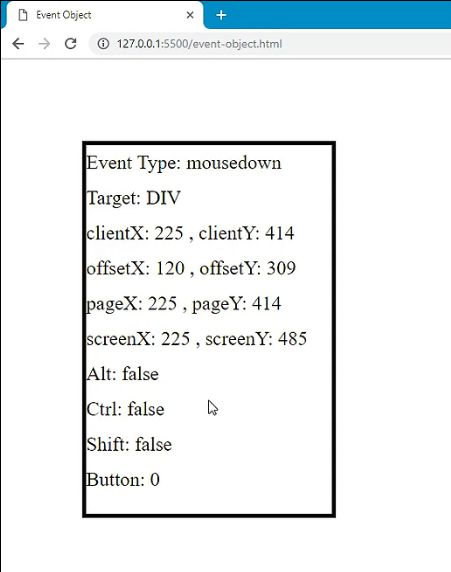 Event Object
127.0.0.1:5500/event-object.html
Event Type: mousedown
Target: DIV
clientX: 225 , clientY: 414
offsetX: 120 , offsetY: 309
pageX: 225 , pageY: 414
screenX: 225 , screenY: 485
Alt: false
Ctrl: false
Shift: false
Button: 0